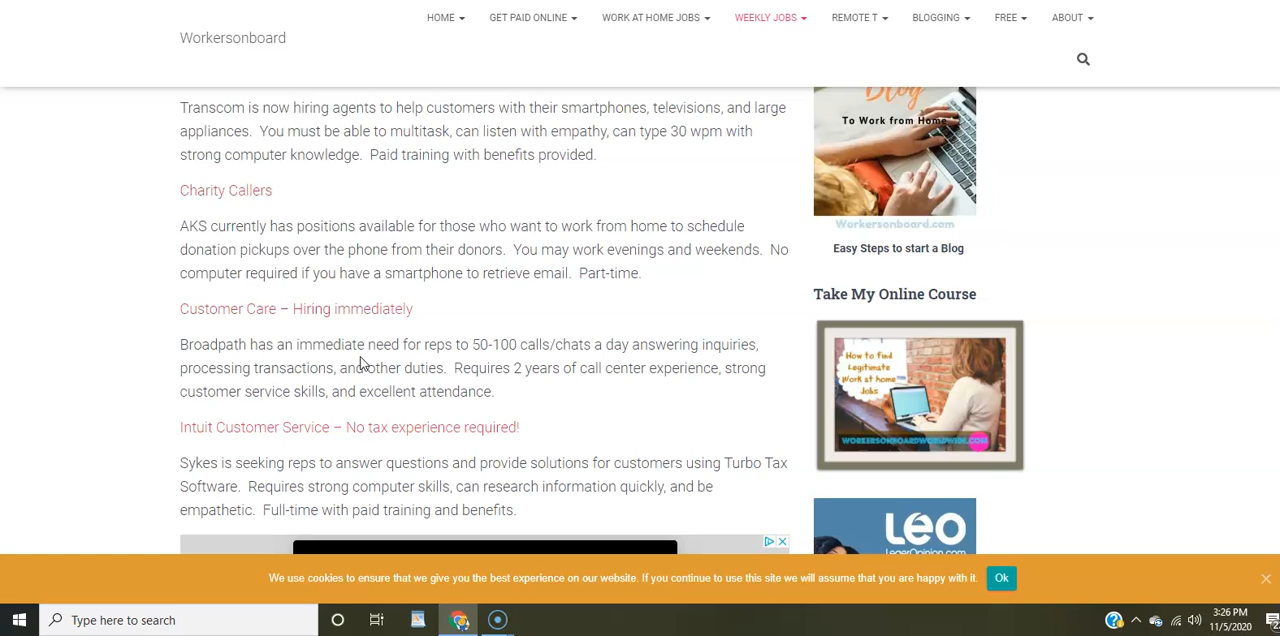 HOME
GET PAID ONLINE
WORK AT HOME JOBS
WEEKLY JOBS
REMOTE T
BLOGGING
FREE
ABOUT
Workersonboard
Transcom is now hiring agents to help customers with their smartphones, televisions, and large
appliances. You must be able to multitask, can listen with empathy, can type 30 wpm with
strong computer knowledge. Paid training with benefits provided.
Charity Callers
AKS currently has positions available for those who want to work from home to schedule
donation pickups over the phone from their donors. You may work evenings and weekends. No
computer required if you have a smartphone to retrieve email. Part-time.
Customer Care – Hiring immediately
Broadpath has an immediate need for reps to 50-100 calls/chats a day answering inquiries,
processing transactions, and other duties. Requires 2 years of call center experience, strong
customer service skills, and excellent attendance.
Intuit Customer Service – No tax experience required!
Sykes is seeking reps to answer questions and provide solutions for customers using Turbo Tax
Software. Requires strong computer skills, can research information quickly, and be
empathetic. Full-time with paid training and benefits.
Blog
To Work from Home
Workersonboard.com
Easy Steps to start a Blog
Take My Online Course
How to find
Legitimate
Work at home
Jobs
WORKERSONBOARDWORLDWIDE.COM
LEO
LegerOpinion.com
We use cookies to ensure that we give you the best experience on our website. If you continue to use this site we will assume that you are happy with it.
Ok
Type here to search
3:26 PM
11/5/2020